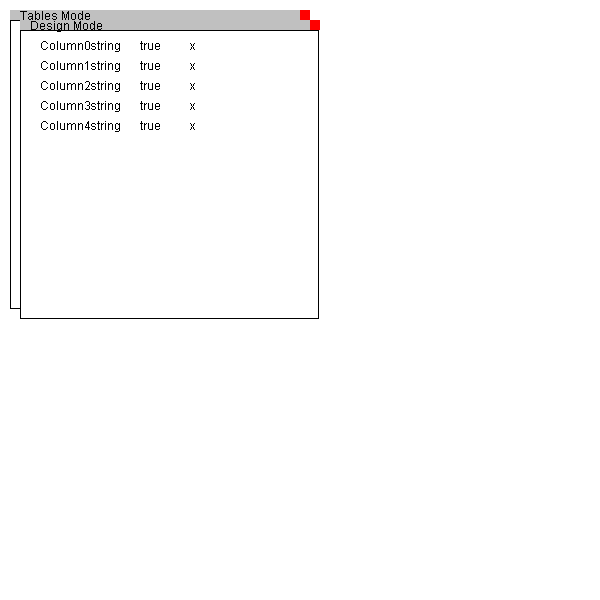 Tables Mode
Design Mode
Column0string true x
Column1string true x
Column2string true x
Column3string true x
Column4string true x